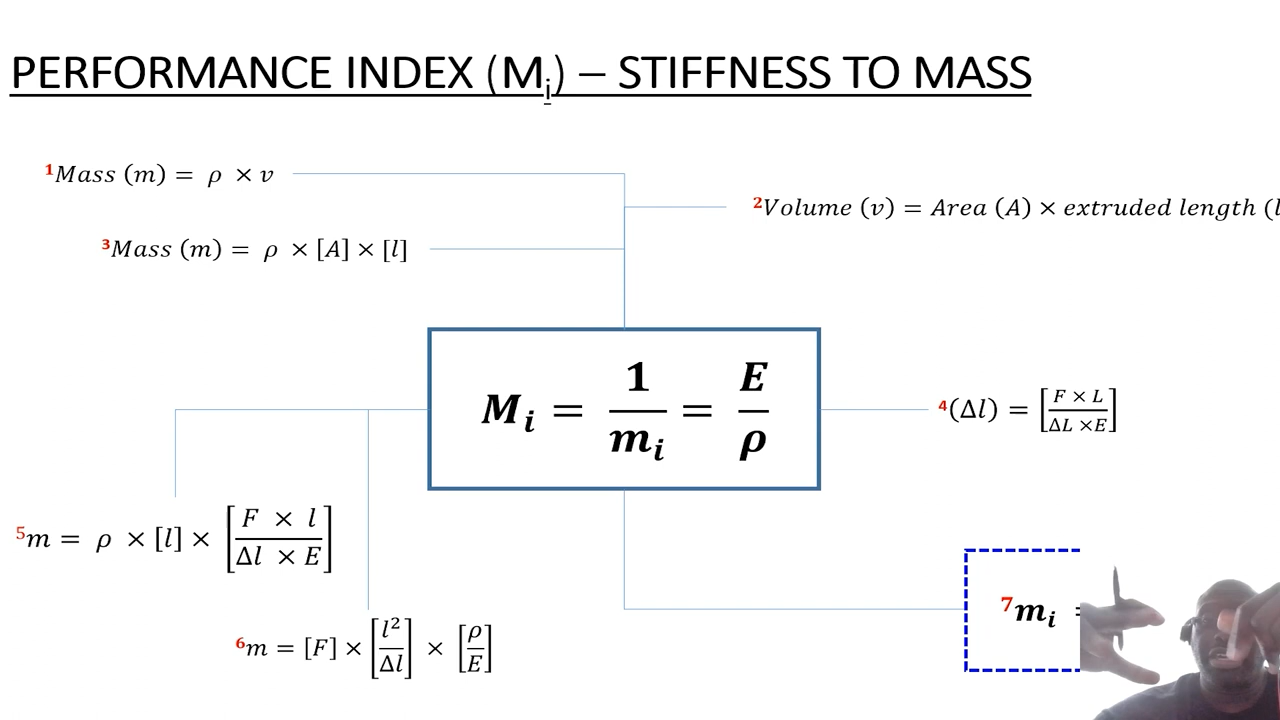 PERFORMANCE INDEX (Mᵢ) – STIFFNESS TO MASS
¹Mass (m) = ρ × v
²Volume (v) = Area (A) × extruded length (l
³Mass (m) = ρ × [A] × [l]
Mᵢ = 1/mᵢ = E/ρ
⁴(Δl) = [F × L / ΔL ×E]
⁵m = ρ × [l] × [F × l / Δl × E]
⁶m = [F] × [l²/Δl] × [ρ/E]
⁷mᵢ =